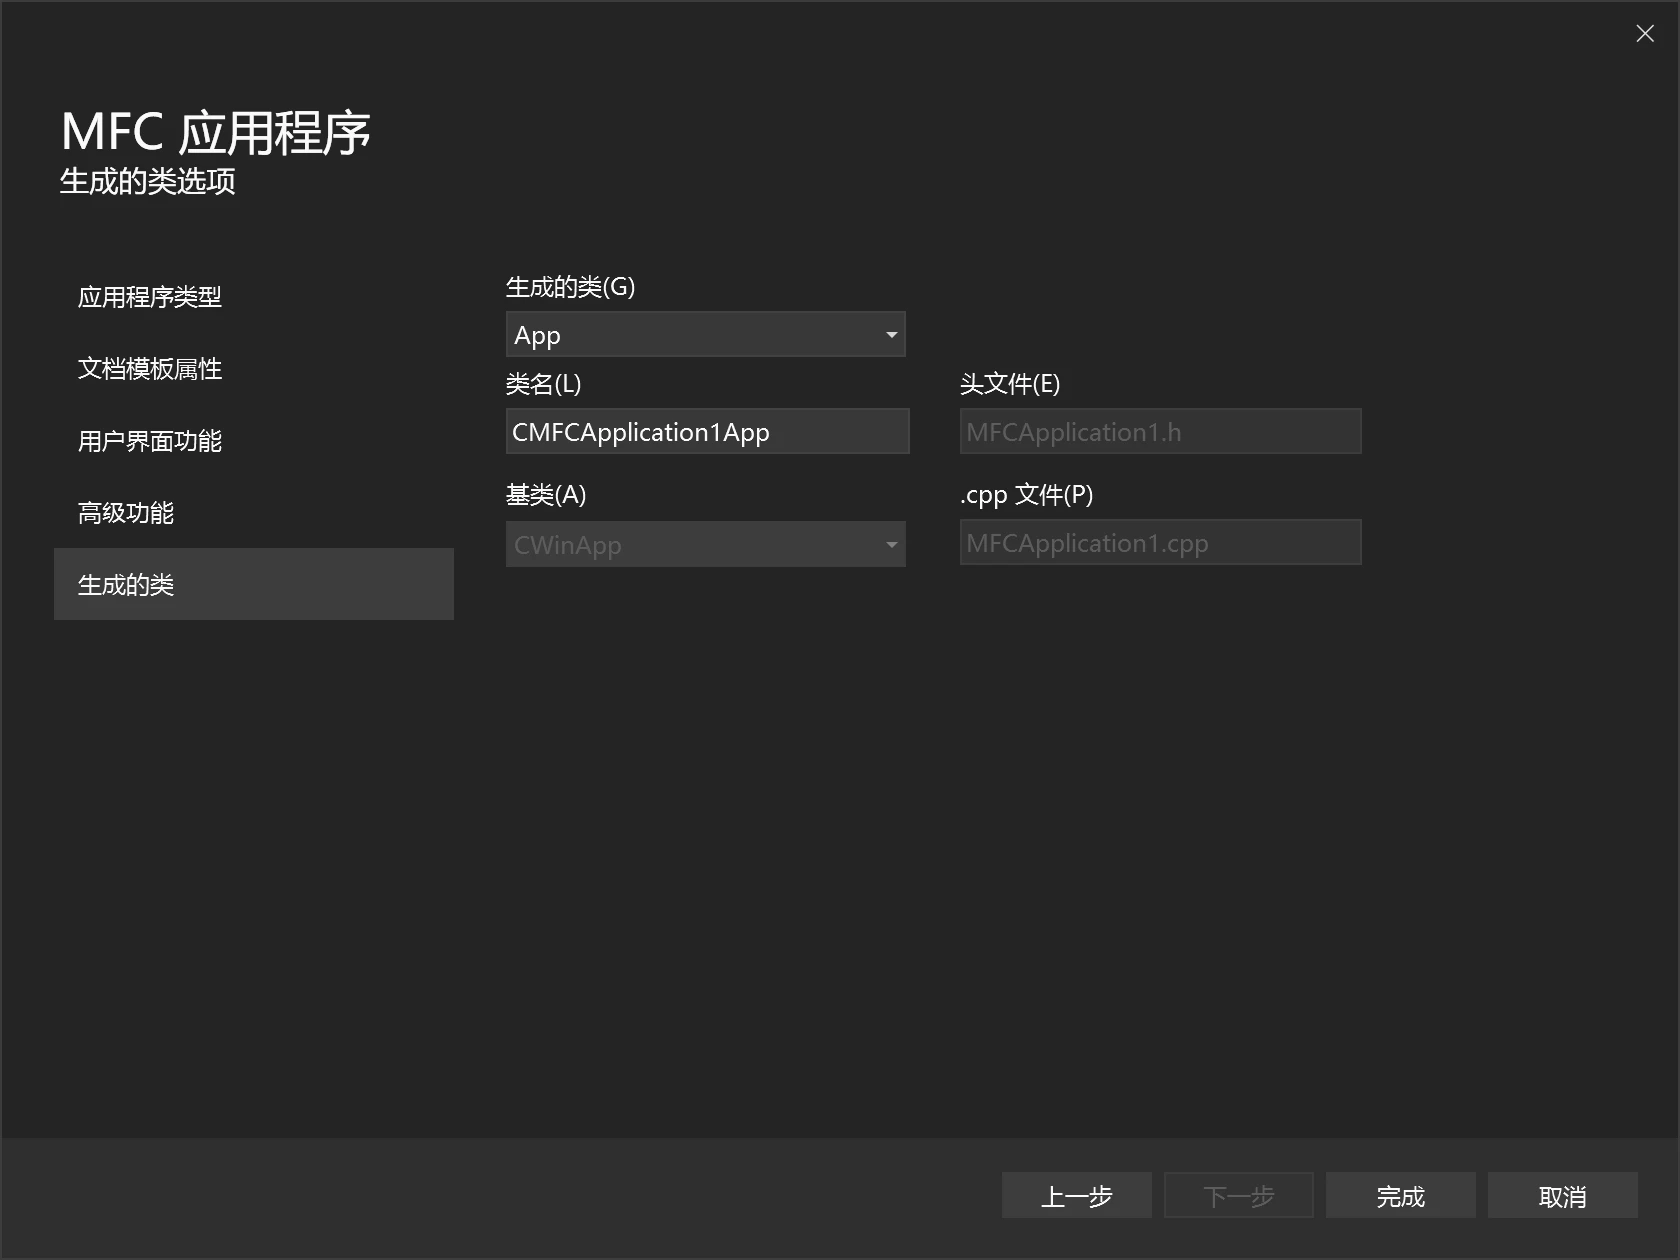 MFC 应用程序
生成的类选项
应用程序类型
文档模板属性
用户界面功能
高级功能
生成的类
生成的类(G)
App
类名(L)
CMFCApplication1App
头文件(E)
MFCApplication1.h
基类(A)
CWinApp
.cpp 文件(P)
MFCApplication1.cpp
上一步
下一步
完成
取消